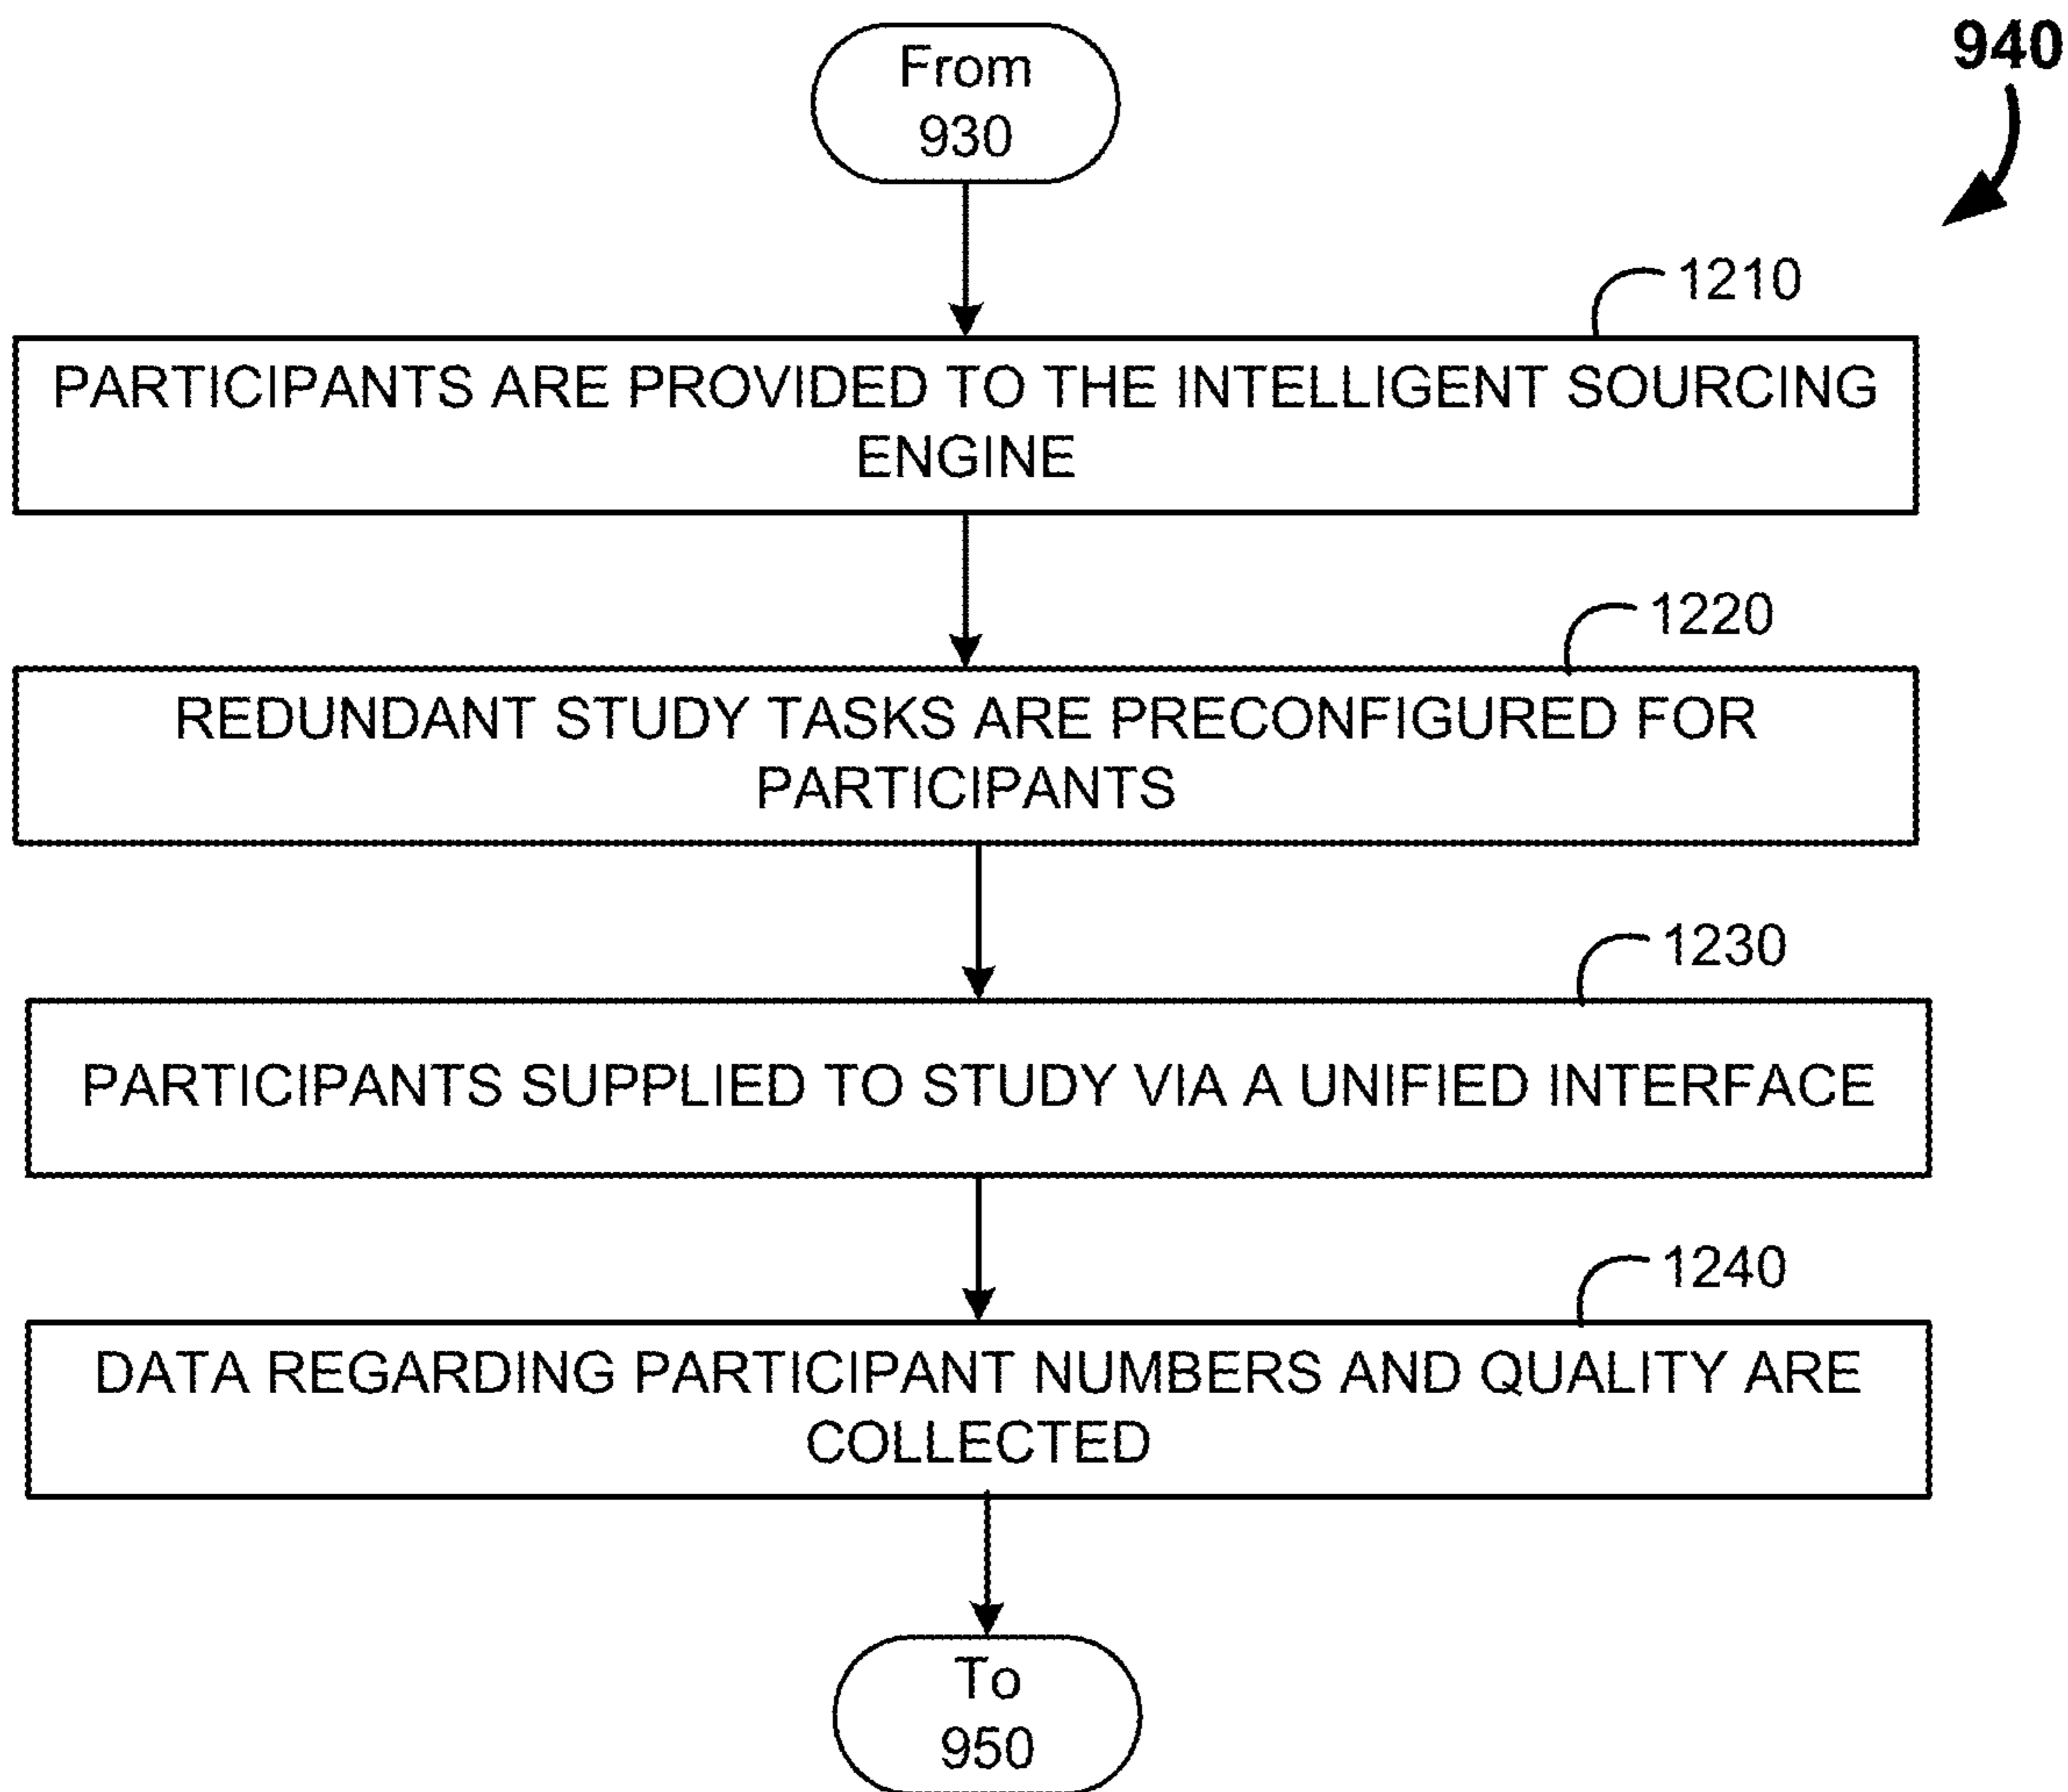 940
From
930
1210
PARTICIPANTS ARE PROVIDED TO THE INTELLIGENT SOURCING
ENGINE
1220
REDUNDANT STUDY TASKS ARE PRECONFIGURED FOR
PARTICIPANTS
1230
PARTICIPANTS SUPPLIED TO STUDY VIA A UNIFIED INTERFACE
1240
DATA REGARDING PARTICIPANT NUMBERS AND QUALITY ARE
COLLECTED
To
950